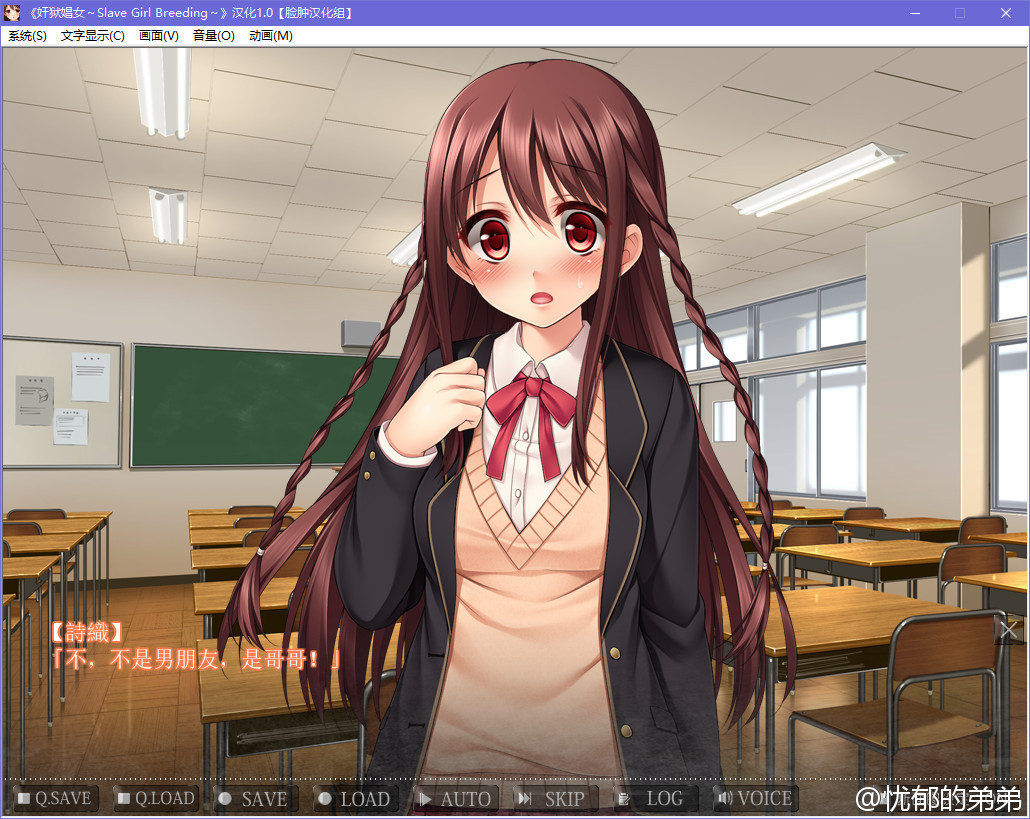 《奸狱娼女～Slave Girl Breeding～》汉化1.0【脸肿汉化组】
系统(S) 文字显示(C) 画面(V) 音量(O) 动画(M)
【詩織】
「不，不是男朋友，是哥哥！」
Q.SAVE Q.LOAD SAVE LOAD AUTO SKIP LOG VOICE
@忧郁的弟弟